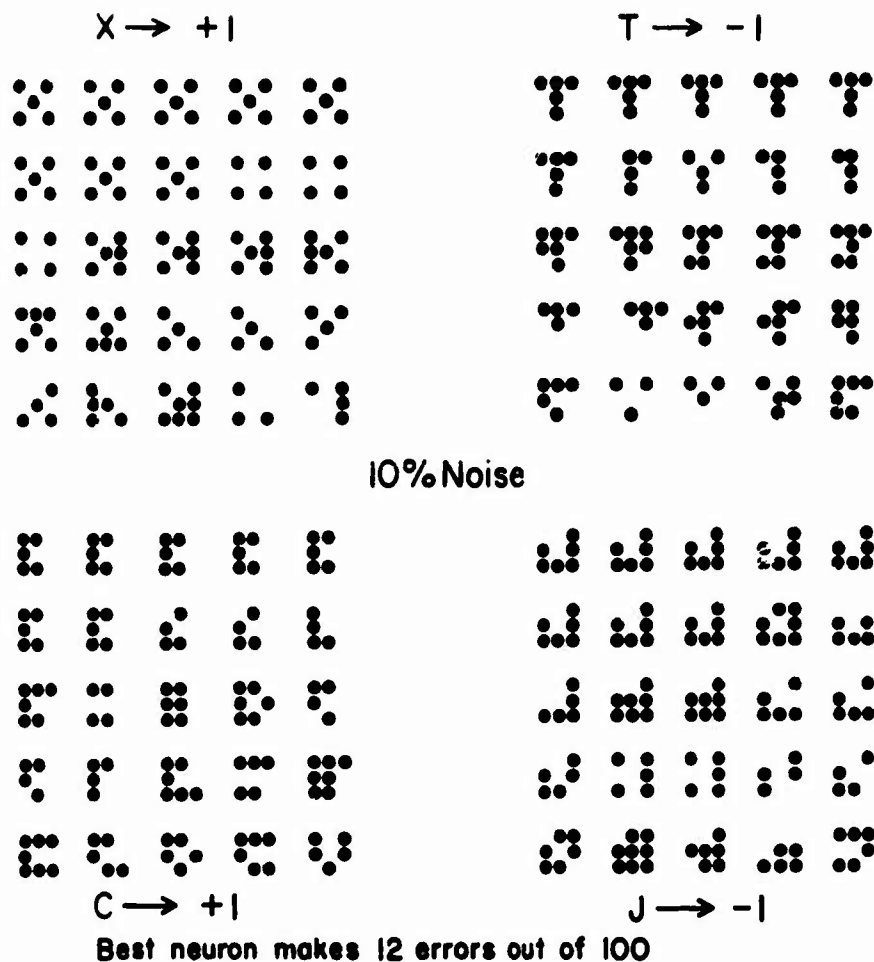 X → +1
T → -1
10% Noise
C → +1
J → -1
Best neuron makes 12 errors out of 100